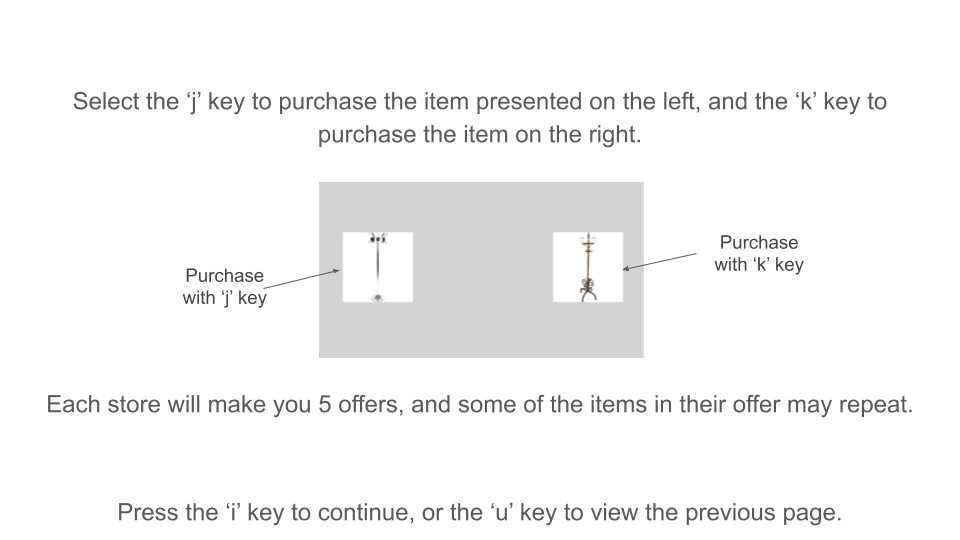 Select the ‘j’ key to purchase the item presented on the left, and the ‘k’ key to
purchase the item on the right.
Purchase
with ‘j’ key
Purchase
with ‘k’ key
Each store will make you 5 offers, and some of the items in their offer may repeat.
Press the ‘i’ key to continue, or the ‘u’ key to view the previous page.